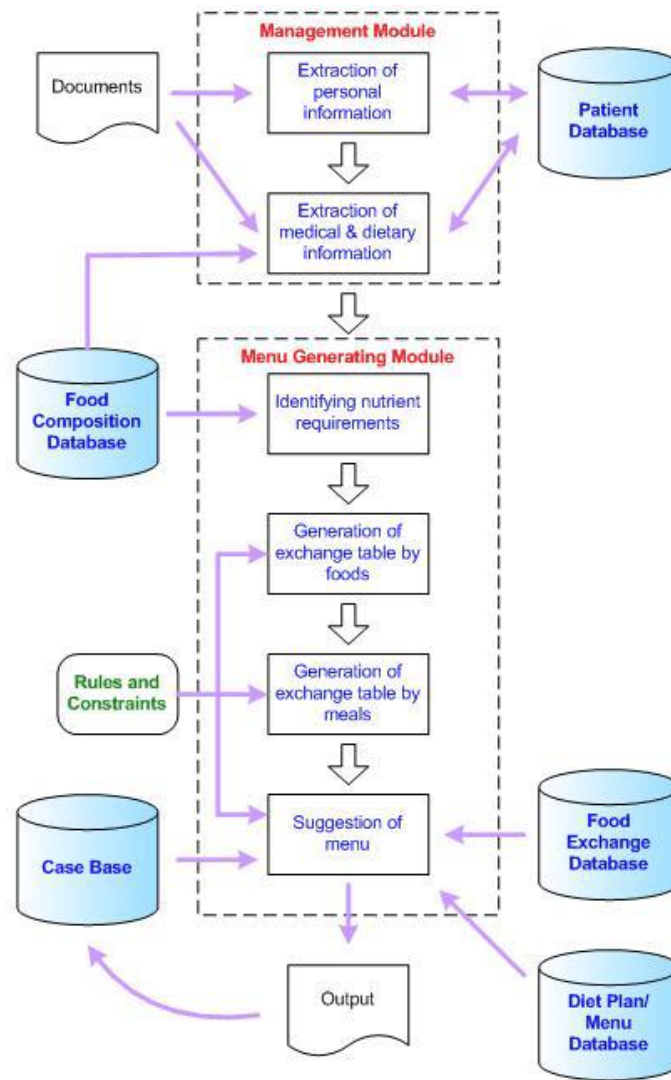 Management Module
Documents
Extraction of
personal
information
Patient
Database
Extraction of
medical & dietary
information
Menu Generating Module
Food
Composition
Database
Identifying nutrient
requirements
Generation of
exchange table by
foods
Rules and
Constraints
Generation of
exchange table by
meals
Case Base
Suggestion of
menu
Food
Exchange
Database
Output
Diet Plan/
Menu
Database